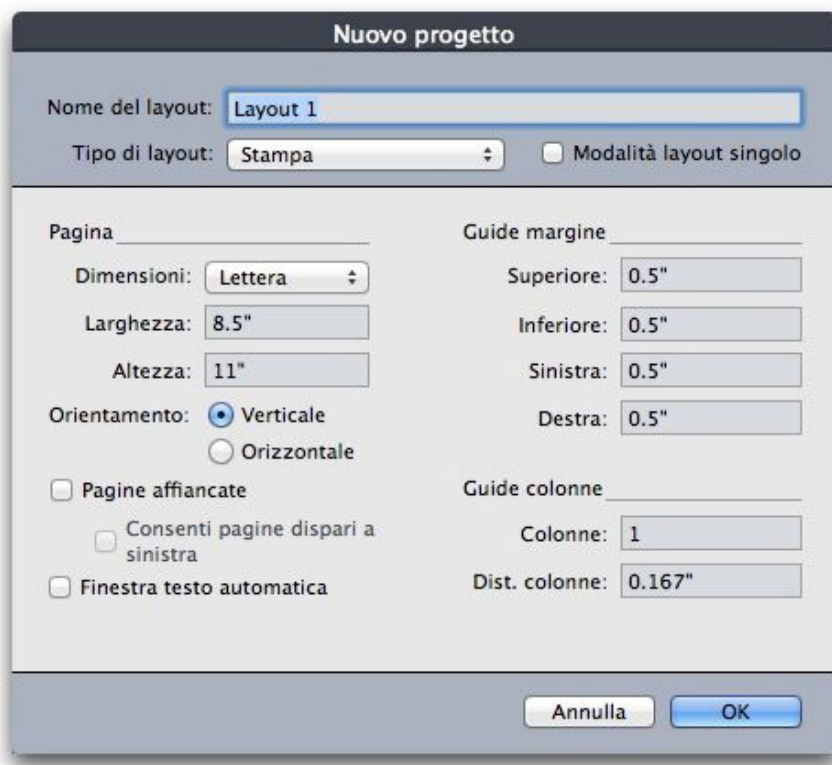 Nuovo progetto
Nome del layout: Layout 1
Tipo di layout: Stampa
Modalità layout singolo
Pagina
Dimensioni: Lettera
Larghezza: 8.5"
Altezza: 11"
Orientamento: Verticale
Orizzontale
Pagine affiancate
Consenti pagine dispari a
sinistra
Finestra testo automatica
Guide margine
Superiore: 0.5"
Inferiore: 0.5"
Sinistra: 0.5"
Destra: 0.5"
Guide colonne
Colonne: 1
Dist. colonne: 0.167"
Annulla
OK